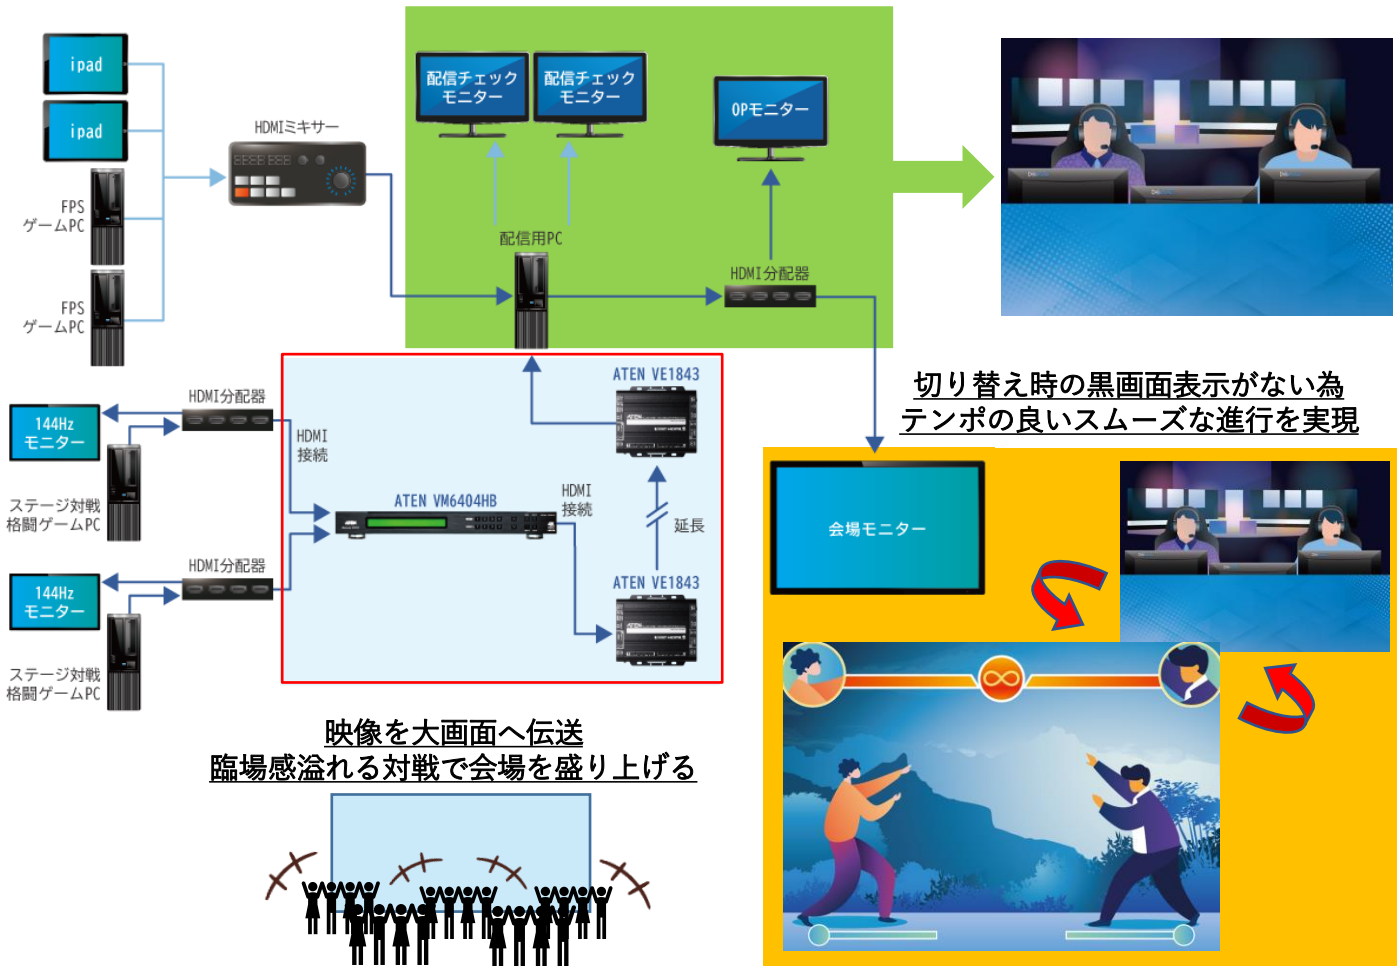 ipad
ipad
FPS
ゲームPC
FPS
ゲームPC
HDMIミキサー
配信チェック
モニター
配信チェック
モニター
OPモニター
配信用PC
HDMI分配器
144Hz
モニター
HDMI分配器
ステージ対戦
格闘ゲームPC
144Hz
モニター
HDMI分配器
ステージ対戦
格闘ゲームPC
HDMI
接続
ATEN VM6404HB
HDMI
接続
ATEN VE1843
延長
ATEN VE1843
切り替え時の黒画面表示がない為
テンポの良いスムーズな進行を実現
会場モニター
映像を大画面へ伝送
臨場感溢れる対戦で会場を盛り上げる